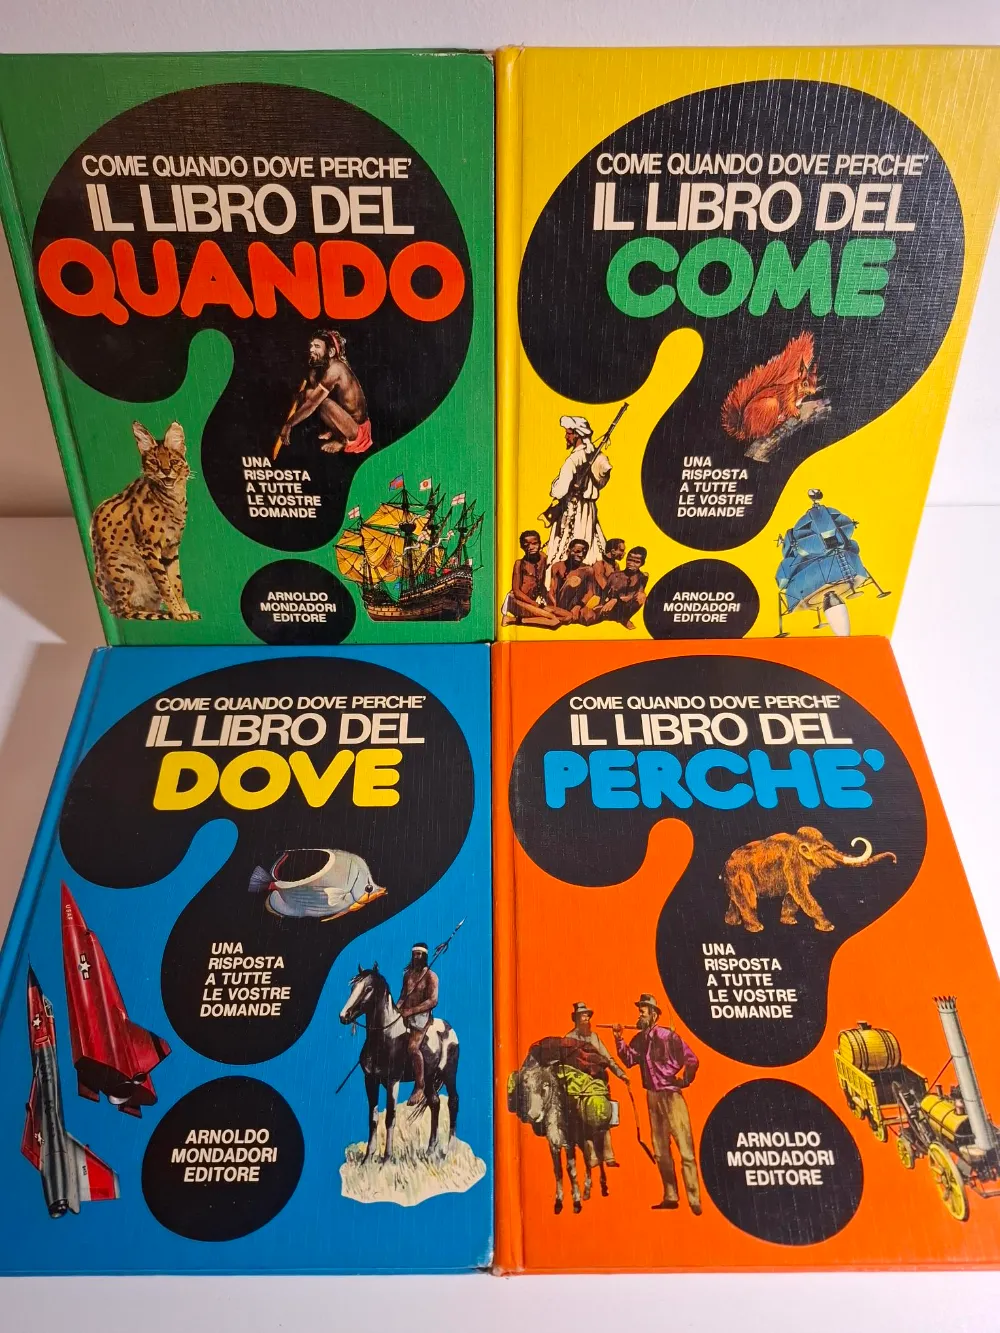 COME QUANDO DOVE PERCHE'
IL LIBRO DEL
QUANDO
UNA
RISPOSTA
A TUTTE
LE VOSTRE
DOMANDE
ARNOLDO
MONDADORI
EDITORE
COME QUANDO DOVE PERCHE'
IL LIBRO DEL
COME
UNA
RISPOSTA
A TUTTE
LE VOSTRE
DOMANDE
ARNOLDO
MONDADORI
EDITORE
COME QUANDO DOVE PERCHE'
IL LIBRO DEL
DOVE
USAF
UNA
RISPOSTA
A TUTTE
LE VOSTRE
DOMANDE
ARNOLDO
MONDADORI
EDITORE
COME QUANDO DOVE PERCHE'
IL LIBRO DEL
PERCHE'
UNA
RISPOSTA
A TUTTE
LE VOSTRE
DOMANDE
ARNOLDO
MONDADORI
EDITORE